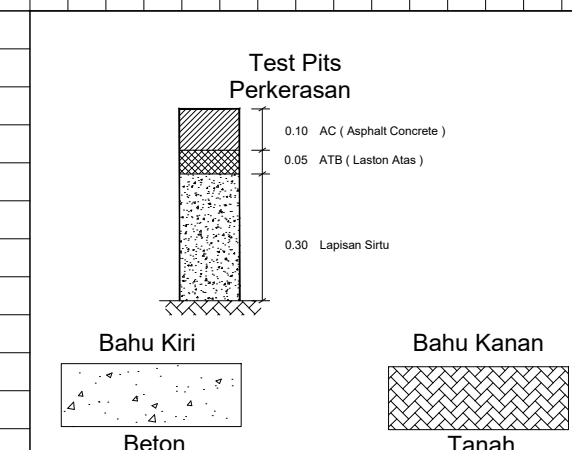 Test Pits
Perkerasan
0.10 AC ( Asphalt Concrete )
0.05 ATB ( Laston Atas )
0.30 Lapisan Sirtu
Bahu Kiri
Bahu Kanan
Beton
Tanah